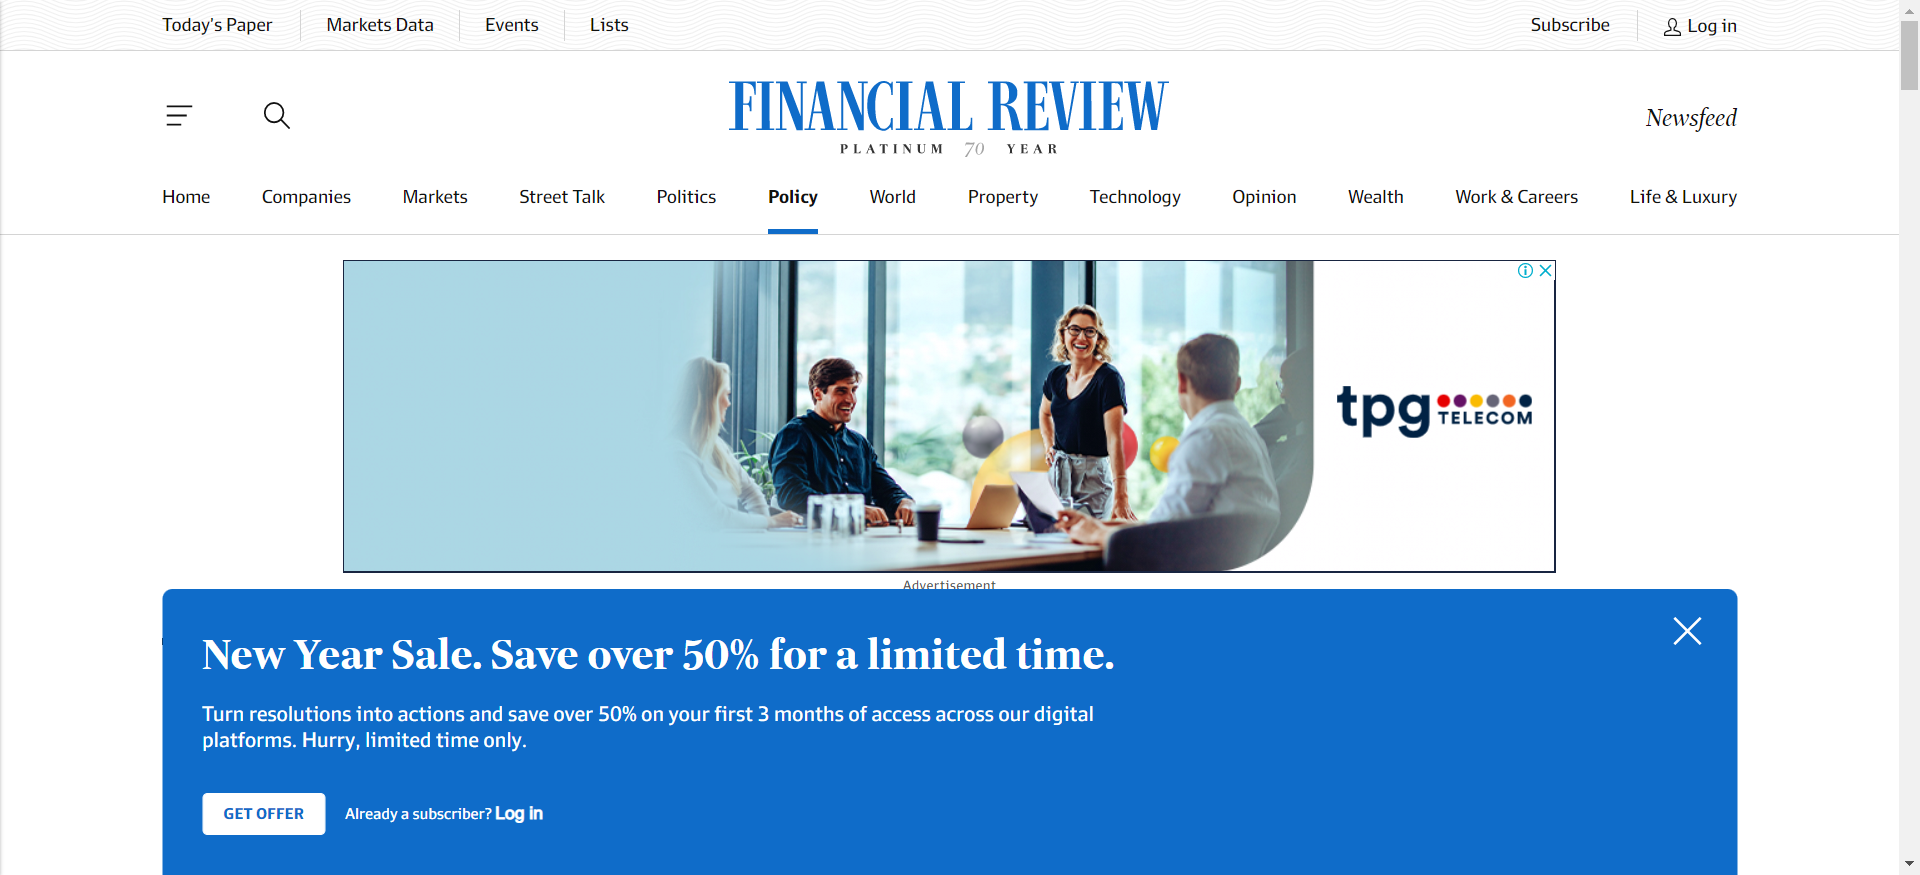 Today's Paper
Markets Data
Events
Lists
Subscribe
Log in
FINANCIAL REVIEW
PLATINUM 70 YEAR
Newsfeed
Home
Companies
Markets
Street Talk
Politics
Policy
World
Property
Technology
Opinion
Wealth
Work & Careers
Life & Luxury
tpg TELECOM
Advertisement
New Year Sale. Save over 50% for a limited time.
Turn resolutions into actions and save over 50% on your first 3 months of access across our digital
platforms. Hurry, limited time only.
GET OFFER
Already a subscriber? Log in